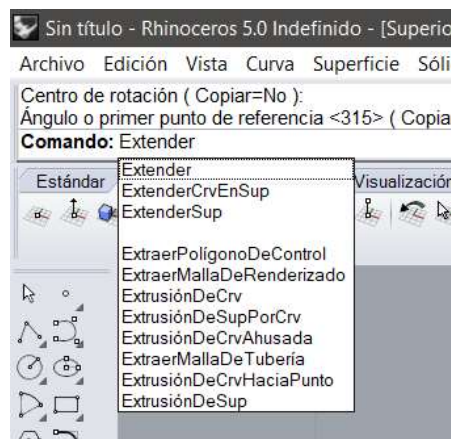 Sin título - Rhinoceros 5.0 Indefinido - [Superio
Archivo Edición Vista Curva Superficie Sóli
Centro de rotación ( Copiar=No ):
Ángulo o primer punto de referencia <315> ( Copia
Comando: Extender
Estándar
Visualización
Extender
ExtenderCrvEnSup
ExtenderSup
ExtraerPolígonoDeControl
ExtraerMallaDeRenderizado
ExtrusiónDeCrv
ExtrusiónDeSupPorCrv
ExtrusiónDeCrvAhusada
ExtraerMallaDeTubería
ExtrusiónDeCrvHaciaPunto
ExtrusiónDeSup